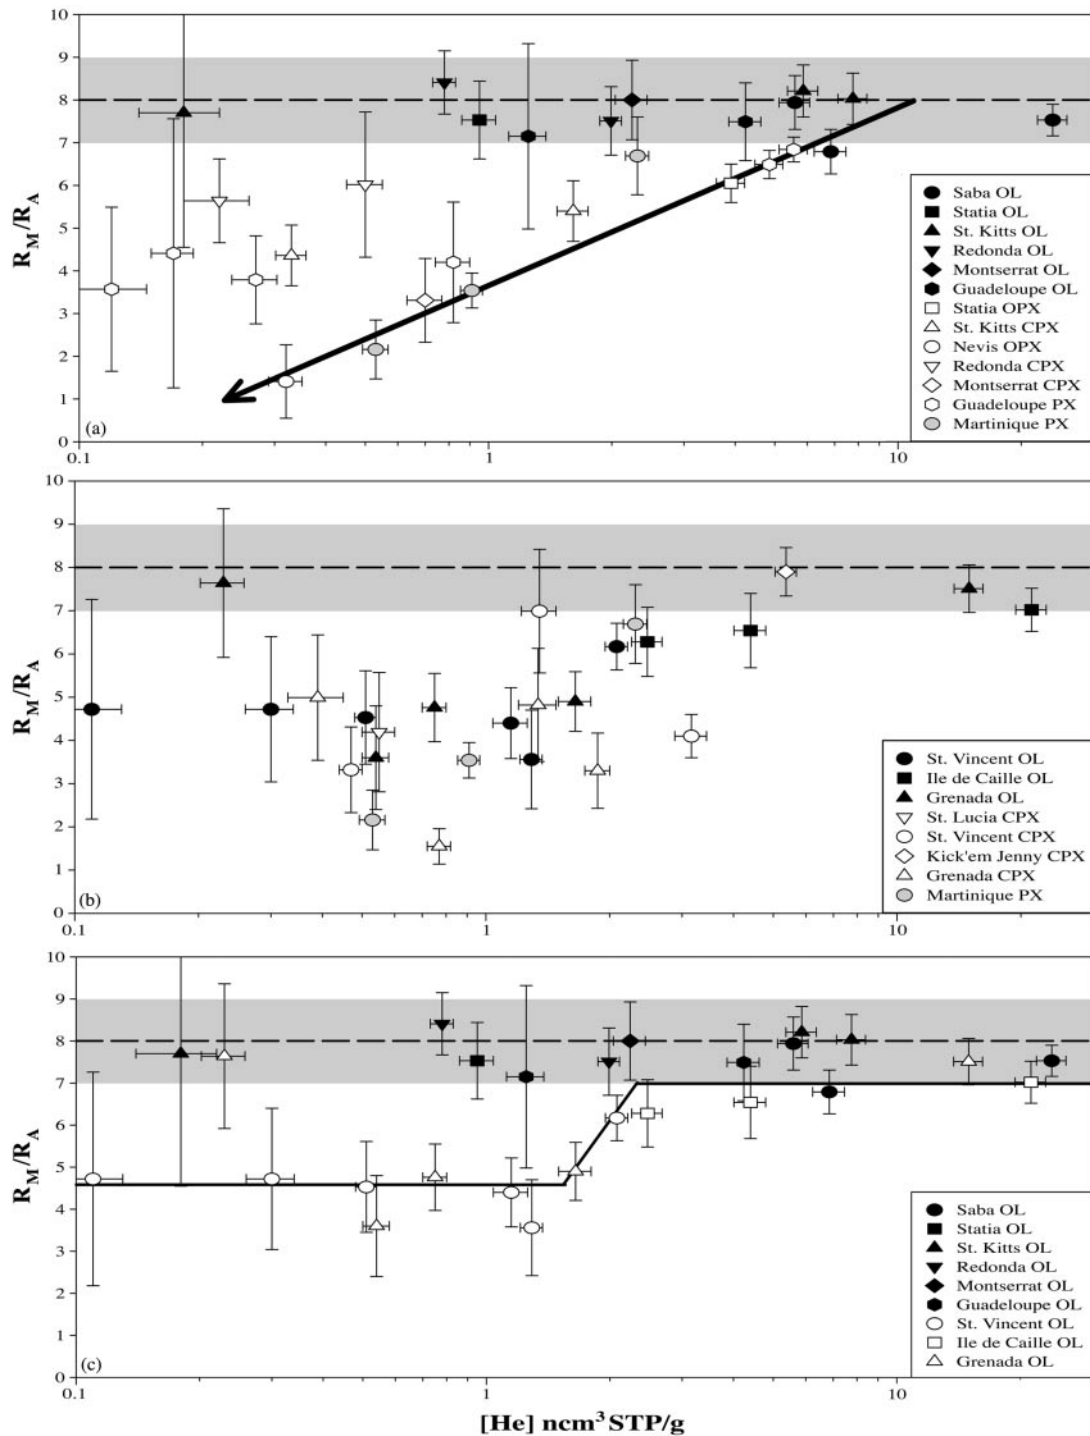 10
9
8
7
6
5
4
3
2
1
0
R_M/R_A
(a)
0.1
1
10
Saba OL
Statia OL
St. Kitts OL
Redonda OL
Montserrat OL
Guadeloupe OL
Statia OPX
St. Kitts CPX
Nevis OPX
Redonda CPX
Montserrat CPX
Guadeloupe PX
Martinique PX
10
9
8
7
6
5
4
3
2
1
0
R_M/R_A
(b)
0.1
1
10
St. Vincent OL
Ile de Caille OL
Grenada OL
St. Lucia CPX
St. Vincent CPX
Kick'em Jenny CPX
Grenada CPX
Martinique PX
10
9
8
7
6
5
4
3
2
1
0
R_M/R_A
(c)
0.1
1
10
Saba OL
Statia OL
St. Kitts OL
Redonda OL
Montserrat OL
Guadeloupe OL
St. Vincent OL
Ile de Caille OL
Grenada OL
[He] ncm³ STP/g